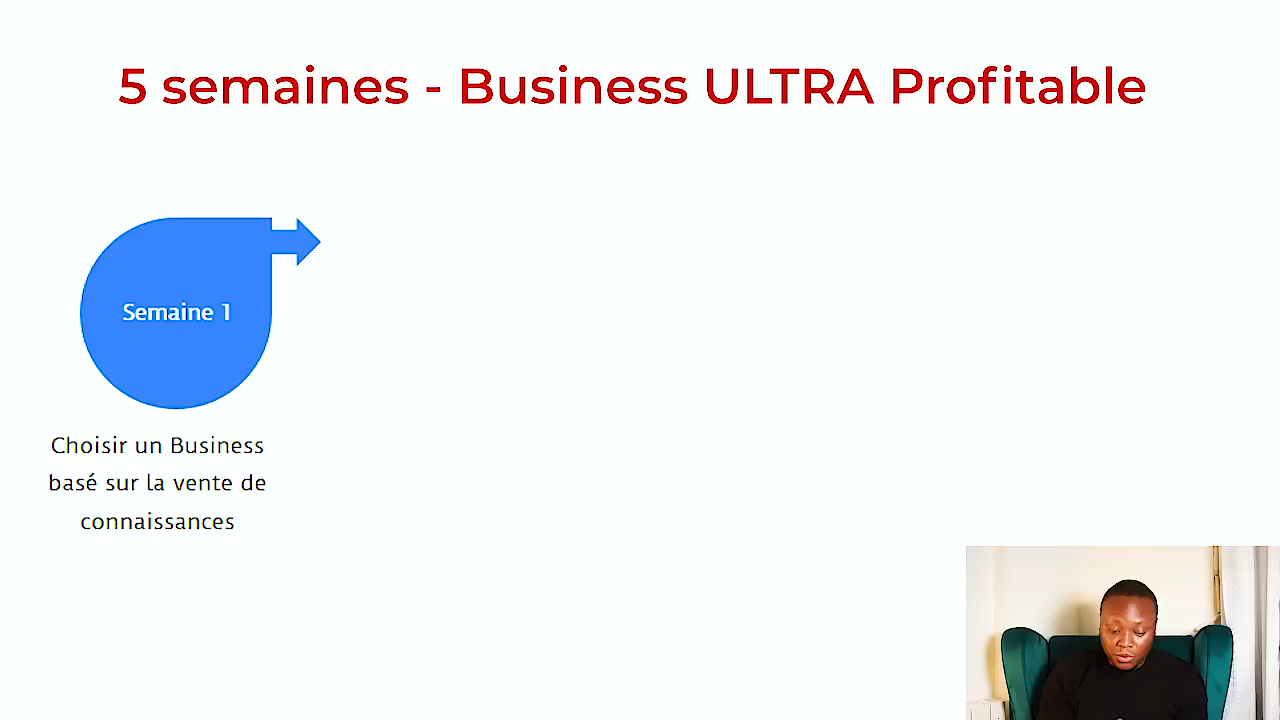 5 semaines - Business ULTRA Profitable
Semaine 1
Choisir un Business
basé sur la vente de
connaissances